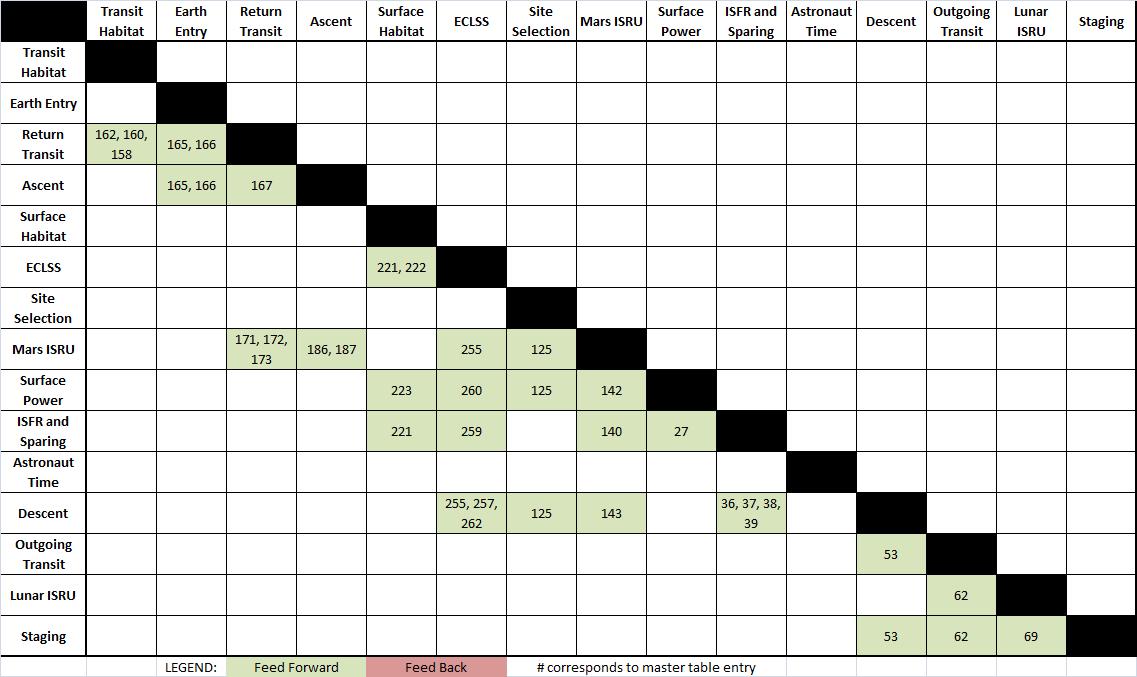 Transit Habitat Earth Entry Return Transit Ascent Surface Habitat ECLSS Site Selection Mars ISRU Surface Power ISFR and Sparing Astronaut Time Descent Outgoing Transit Lunar ISRU Staging
Transit Habitat
Earth Entry
Return Transit 162, 160, 158 165, 166
Ascent 165, 166 167
Surface Habitat
ECLSS 221, 222
Site Selection
Mars ISRU 171, 172, 173 186, 187 255 125
Surface Power 223 260 125 142
ISFR and Sparing 221 259 140 27
Astronaut Time
Descent 255, 257, 262 125 143 36, 37, 38, 39
Outgoing Transit 53
Lunar ISRU 62
Staging 53 62 69
LEGEND: Feed Forward Feed Back # corresponds to master table entry